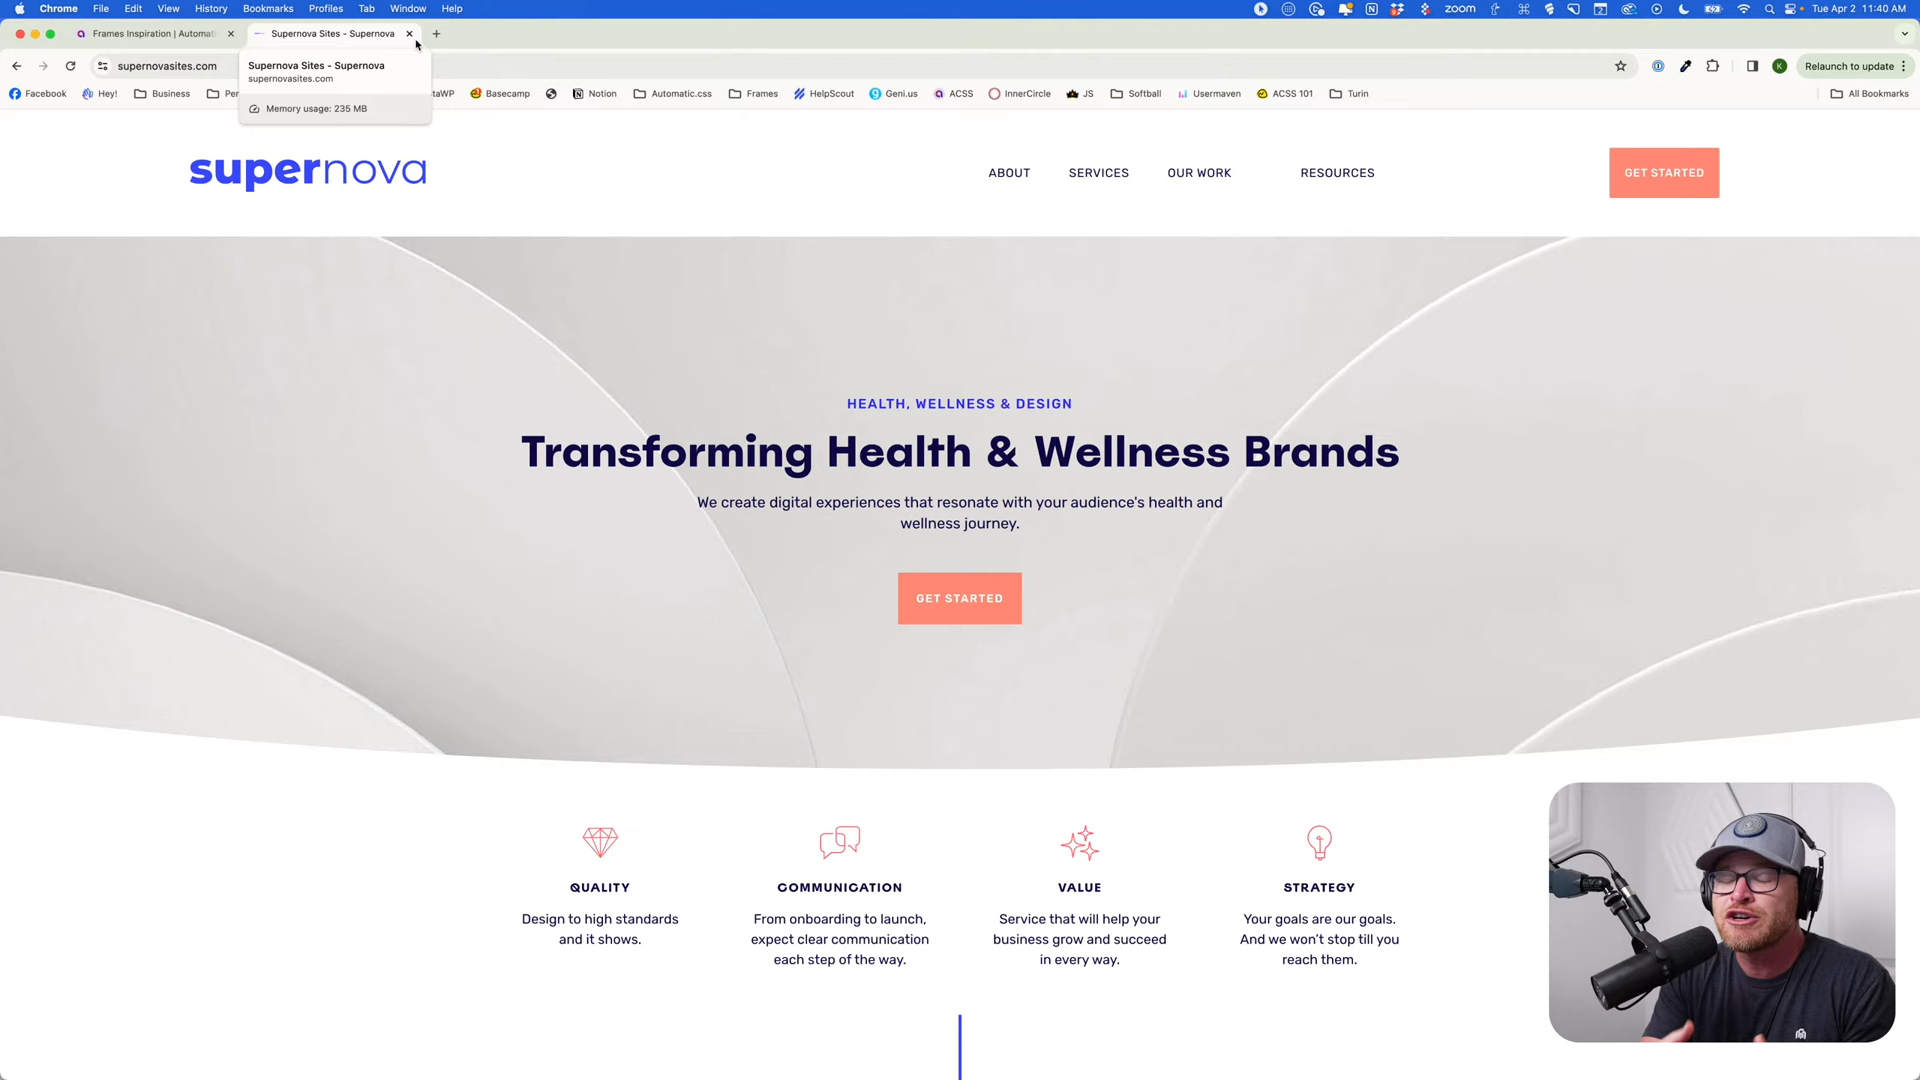 Chrome File Edit View History Bookmarks Profiles Tab Window Help
zoom
Tue Apr 2 11:40 AM
Frames Inspiration | Automat
Supernova Sites - Supernova
supernovasites.com
Relaunch to update
Supernova Sites - Supernova
supernovasites.com
Memory usage: 235 MB
Facebook Hey! Business Per taWP Basecamp Notion Automatic.css Frames HelpScout Geni.us ACSS InnerCircle JS Softball Usermaven ACSS 101 Turin All Bookmarks
supernova
ABOUT SERVICES OUR WORK RESOURCES
GET STARTED
HEALTH, WELLNESS & DESIGN
Transforming Health & Wellness Brands
We create digital experiences that resonate with your audience's health and
wellness journey.
GET STARTED
QUALITY
Design to high standards
and it shows.
COMMUNICATION
From onboarding to launch,
expect clear communication
each step of the way.
VALUE
Service that will help your
business grow and succeed
in every way.
STRATEGY
Your goals are our goals.
And we won't stop till you
reach them.